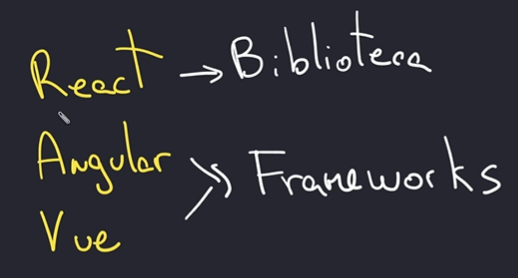 React → Biblioteca
Angular
Frameworks
Vue